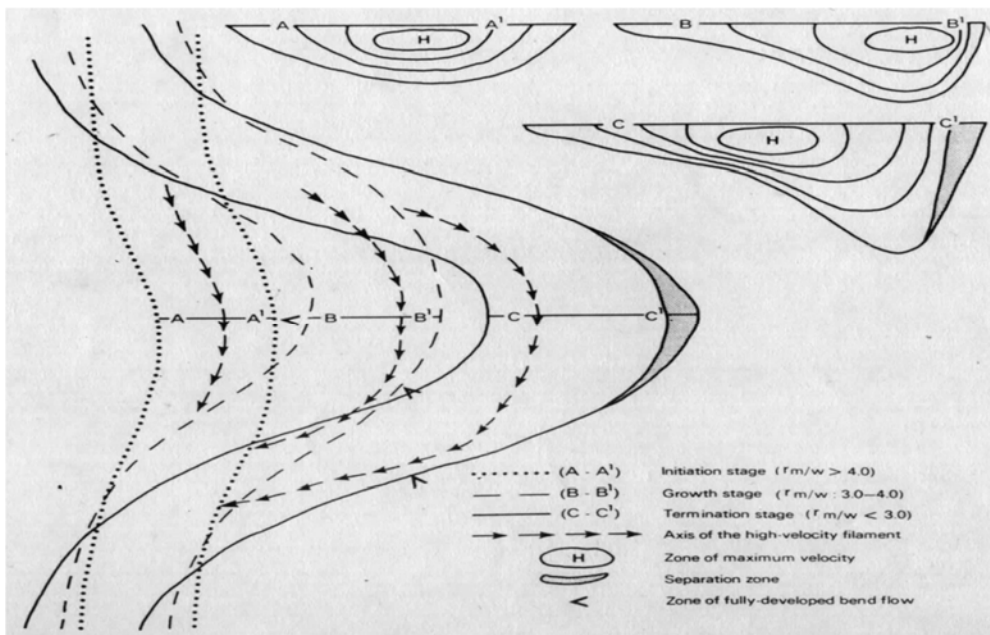 A A¹ B B¹
H H
C C¹
H
A A¹ B B¹ C C¹
(A - A¹) Initiation stage (rm/w > 4.0)
(B - B¹) Growth stage (rm/w : 3.0–4.0)
(C - C¹) Termination stage (rm/w < 3.0)
Axis of the high-velocity filament
H Zone of maximum velocity
Separation zone
Zone of fully-developed bend flow